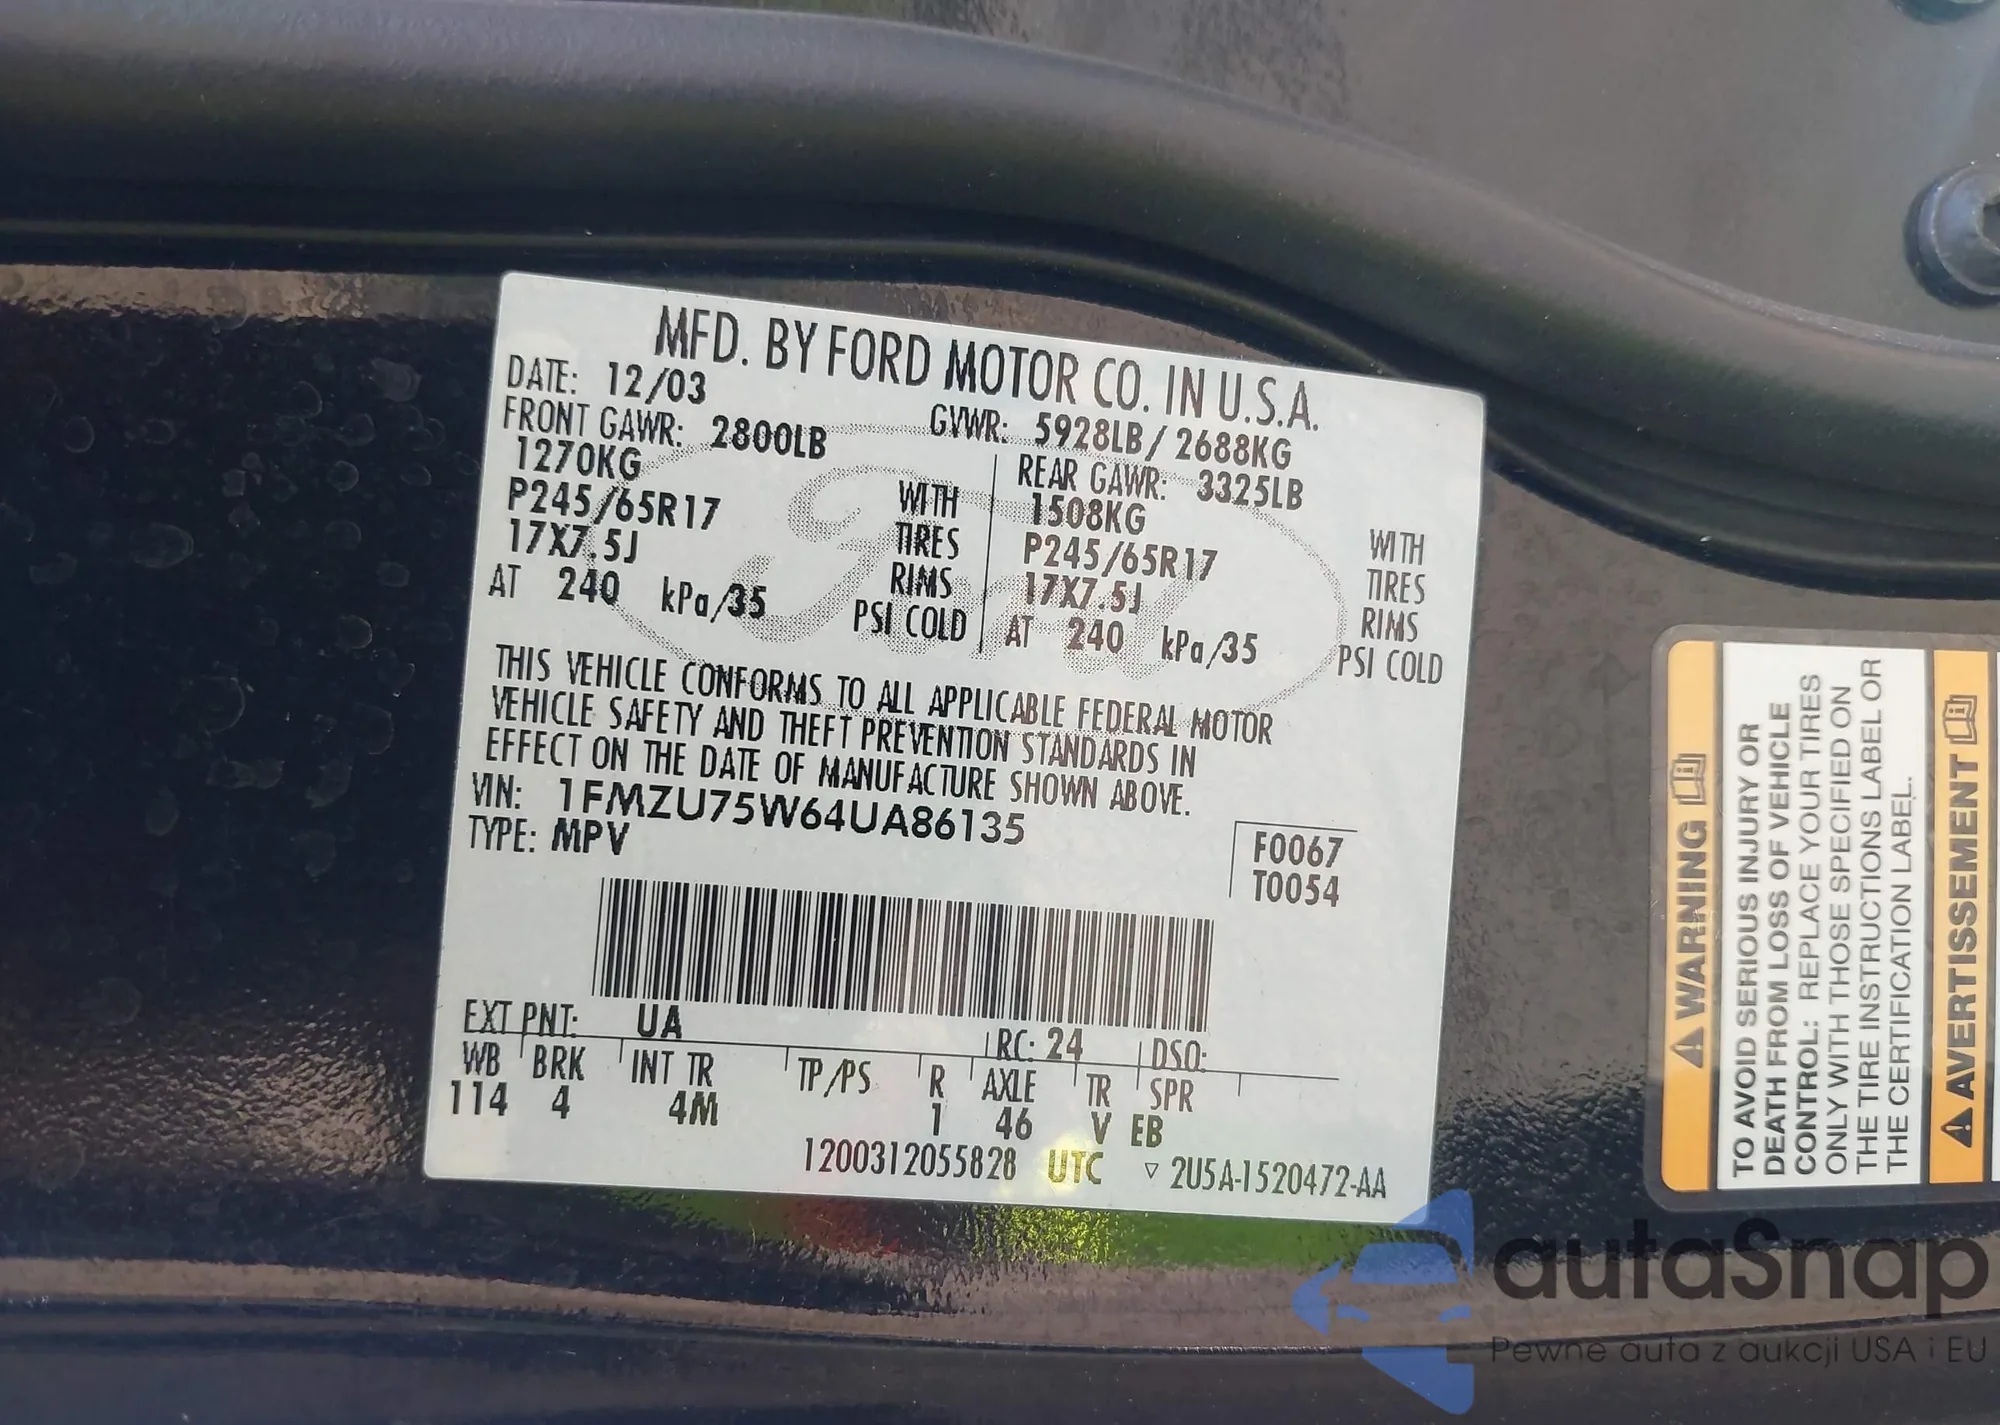 MFD. BY FORD MOTOR CO. IN U.S.A.
DATE: 12/03 GVWR: 5928LB / 2688KG
FRONT GAWR: 2800LB REAR GAWR: 3325LB
1270KG WITH 1508KG WITH
P245/65R17 TIRES P245/65R17 TIRES
17X7.5J RIMS 17X7.5J RIMS
AT 240 kPa/35 PSI COLD AT 240 kPa/35 PSI COLD
THIS VEHICLE CONFORMS TO ALL APPLICABLE FEDERAL MOTOR
VEHICLE SAFETY AND THEFT PREVENTION STANDARDS IN
EFFECT ON THE DATE OF MANUFACTURE SHOWN ABOVE.
VIN: 1FMZU75W64UA86135
TYPE: MPV
F0067
T0054
EXT PNT: UA RC: 24 DSO:
WB BRK INT TR TP/PS R AXLE TR SPR
114 4 4M 1 46 V EB
1200312055828 UTC ▽ 2U5A-1520472-AA
Ford
⚠ WARNING
TO AVOID SERIOUS INJURY OR
DEATH FROM LOSS OF VEHICLE
CONTROL: REPLACE YOUR TIRES
ONLY WITH THOSE SPECIFIED ON
THE TIRE INSTRUCTIONS LABEL OR
THE CERTIFICATION LABEL.
⚠ AVERTISSEMENT
autaSnap
Pewne auta z aukcji USA i EU